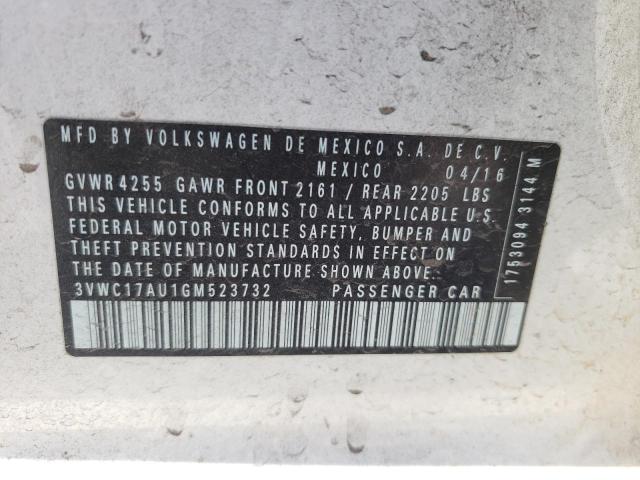 MFD BY VOLKSWAGEN DE MEXICO S.A. DE C.V.
MEXICO 04/16
GVWR 4255 GAWR FRONT 2161 / REAR 2205 LBS
THIS VEHICLE CONFORMS TO ALL APPLICABLE U.S.
FEDERAL MOTOR VEHICLE SAFETY, BUMPER AND
THEFT PREVENTION STANDARDS IN EFFECT ON
THE DATE OF MANUFACTURE SHOWN ABOVE.
3VWC17AU1GM523732 PASSENGER CAR
1753094 3144 M